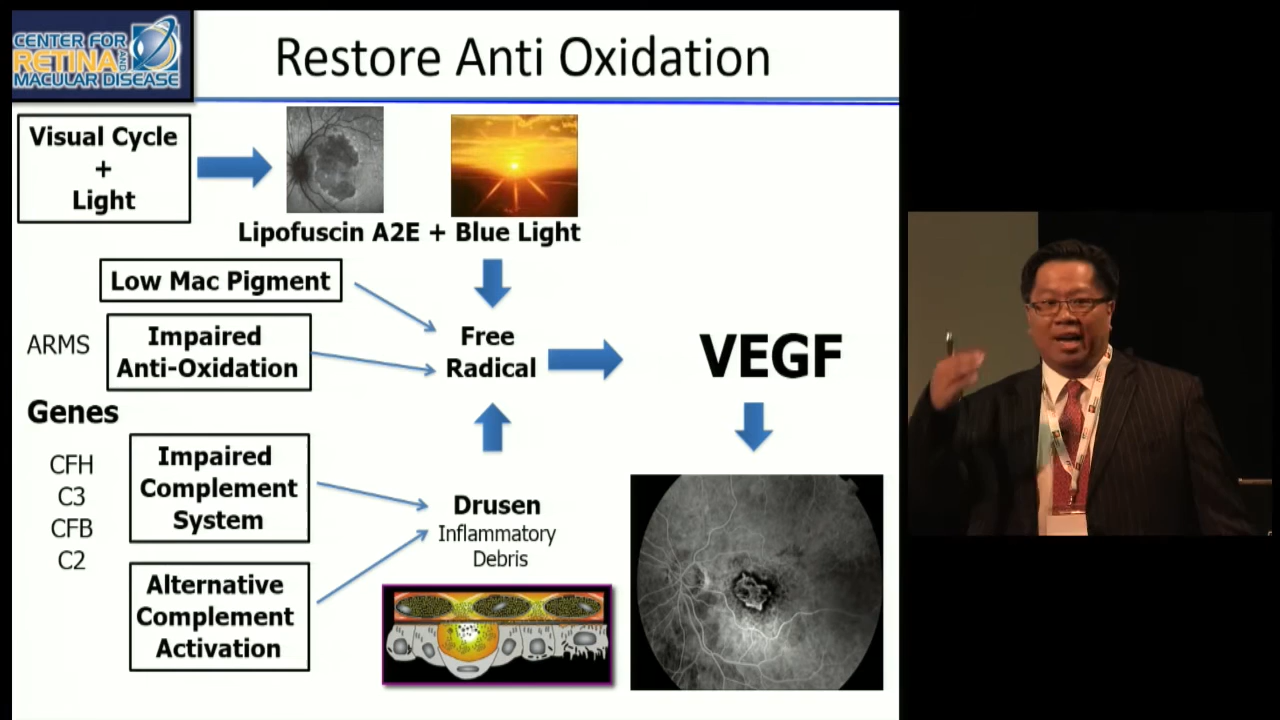 CENTER FOR
RETINA AND
MACULAR DISEASE
Restore Anti Oxidation
Visual Cycle
+
Light
Lipofuscin A2E + Blue Light
Low Mac Pigment
ARMS
Impaired
Anti-Oxidation
Free
Radical
VEGF
Genes
CFH
C3
CFB
C2
Impaired
Complement
System
Drusen
Inflammatory
Debris
Alternative
Complement
Activation